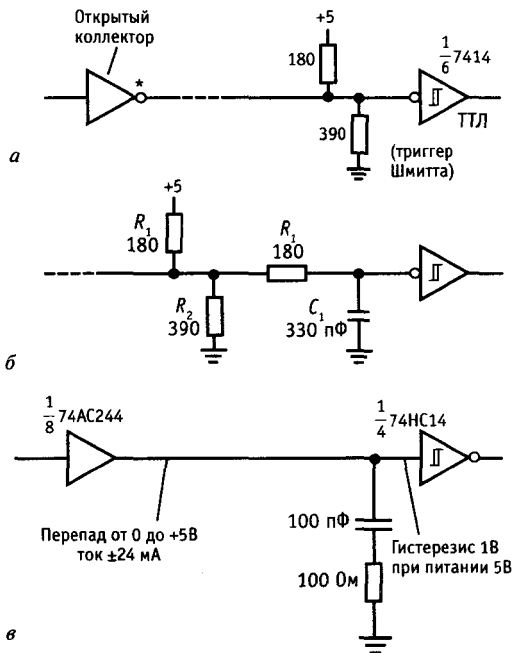 Открытый
коллектор
*
+5
180
390
1/6 7414
ТТЛ
(триггер
Шмитта)
а
+5
R1
180
R2
390
R1
180
C1
330 пФ
б
1/8 74AC244
Перепад от 0 до +5В
ток ±24 мА
1/4 74HC14
100 пФ
100 Ом
Гистерезис 1В
при питании 5В
в